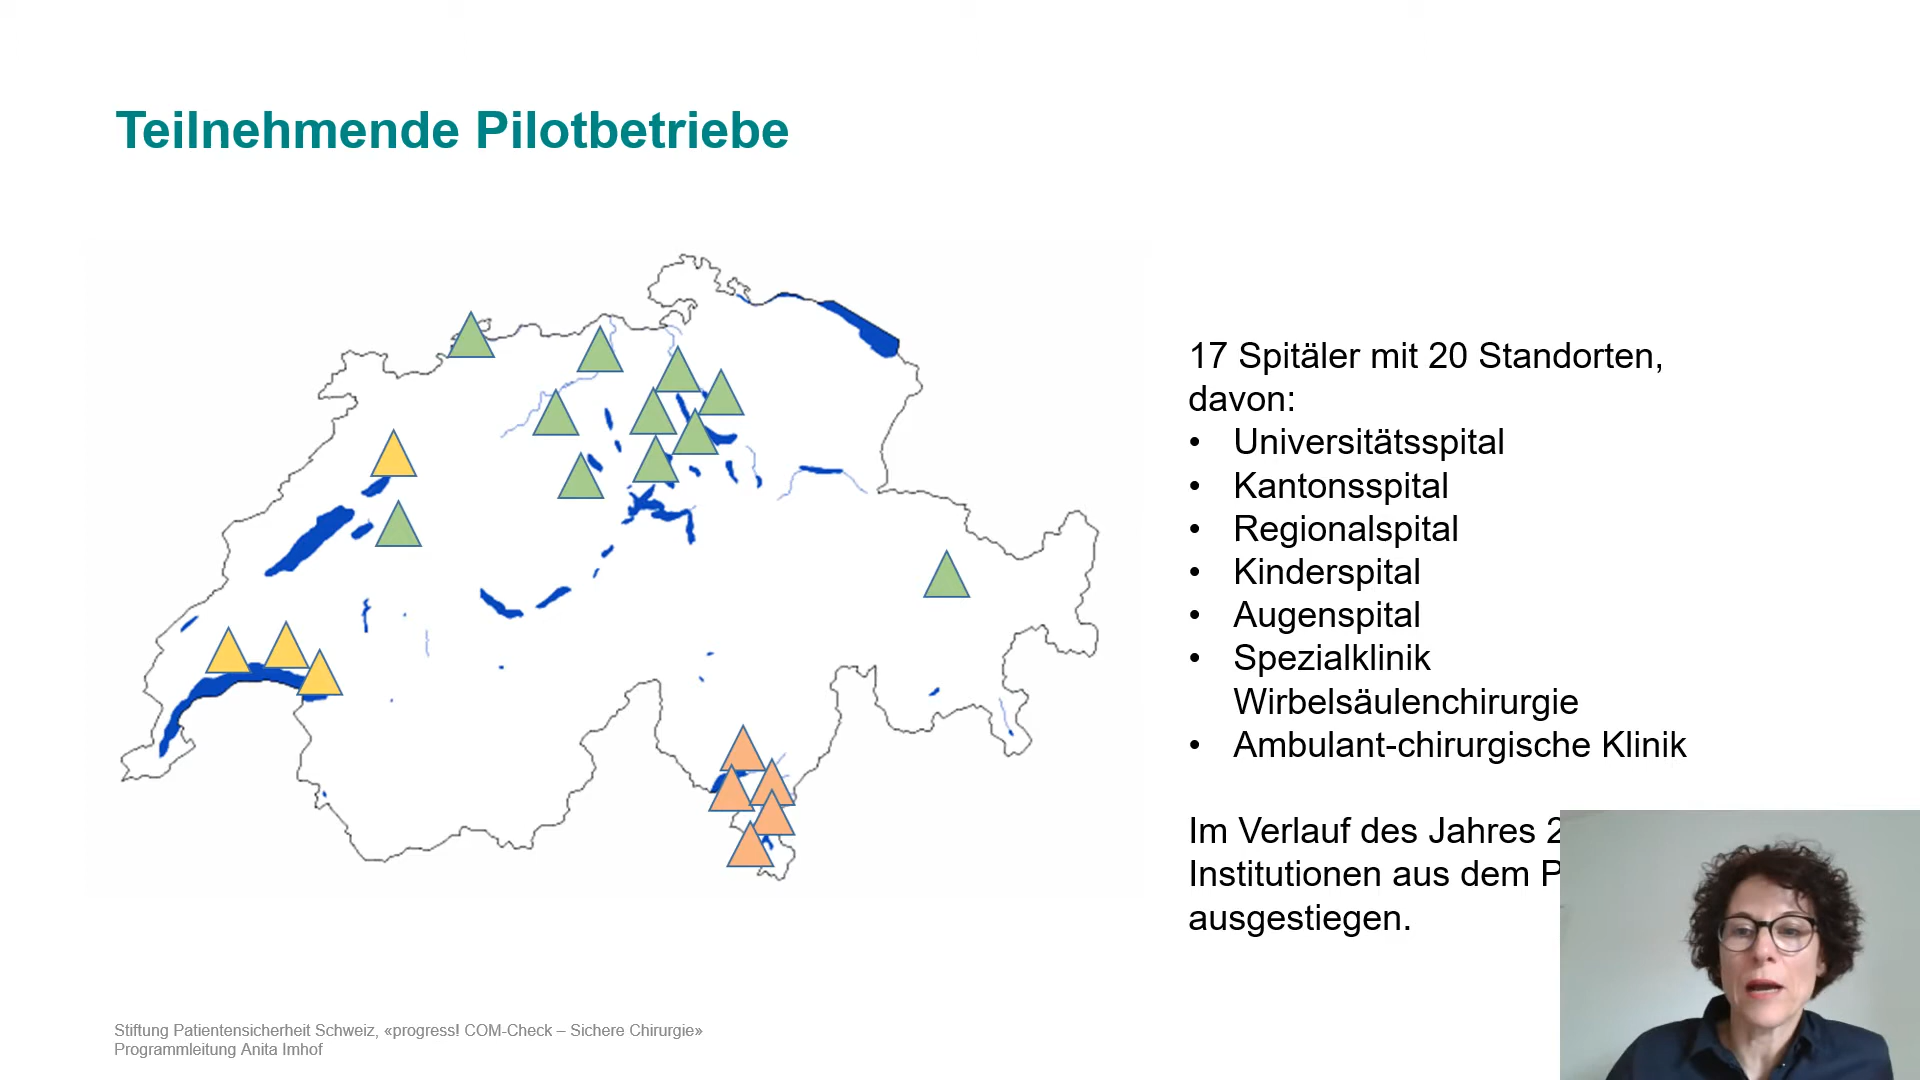 Teilnehmende Pilotbetriebe
17 Spitäler mit 20 Standorten,
davon:
• Universitätsspital
• Kantonsspital
• Regionalspital
• Kinderspital
• Augenspital
• Spezialklinik
Wirbelsäulenchirurgie
• Ambulant-chirurgische Klinik
Im Verlauf des Jahres
Institutionen aus dem
ausgestiegen.
Stiftung Patientensicherheit Schweiz, «progress! COM-Check – Sichere Chirurgie»
Programmleitung Anita Imhof